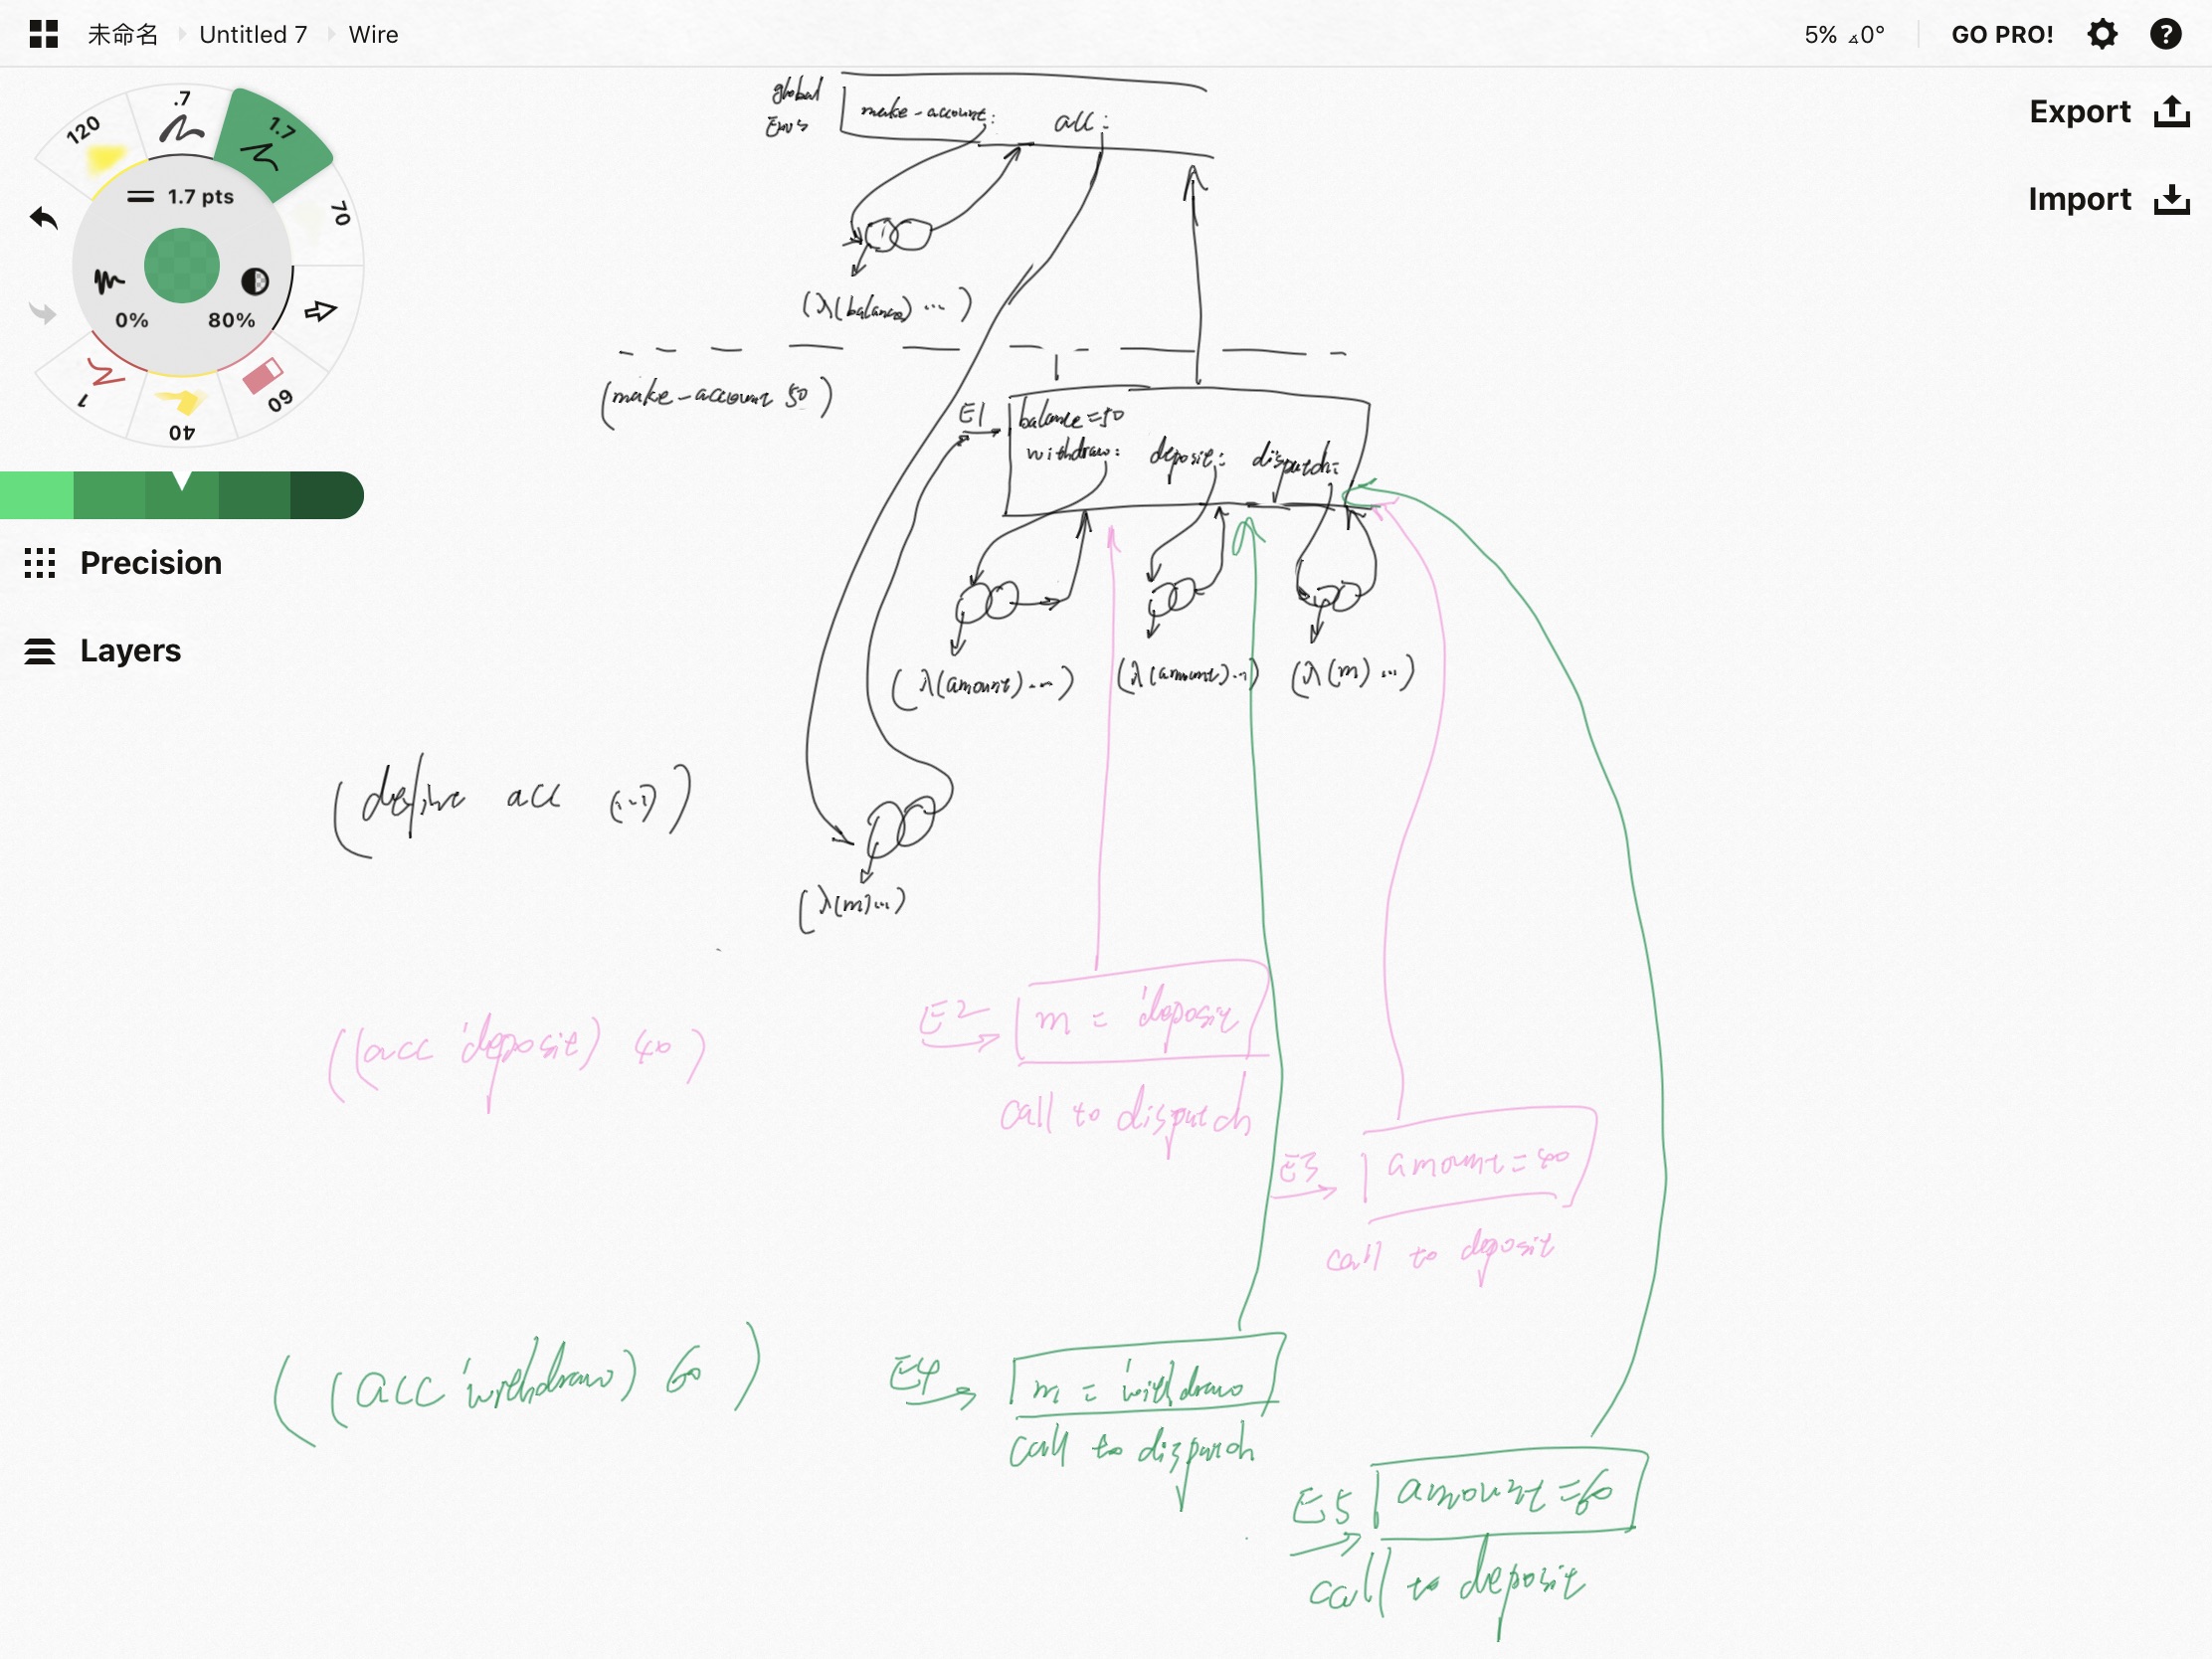 未命名 Untitled 7 Wire 5% ∡0° GO PRO! ?
Export
Import
120 .7 1.7 70
1.7 pts
0% 80%
1 40 60
Precision
Layers
global
Env
make-account: acc:
(λ(balance) ...)
(make-account 50)
E1
balance=50
withdraw: deposit: dispatch:
(λ(amount)...) (λ(amount)...) (λ(m)...)
(define acc (...))
(λ(m)...)
((acc 'deposit) 40)
E2
m = 'deposit
call to dispatch
E3
amount=40
call to deposit
((acc 'withdraw) 60)
E4
m = 'withdraw
call to dispatch
E5
amount=60
call to deposit